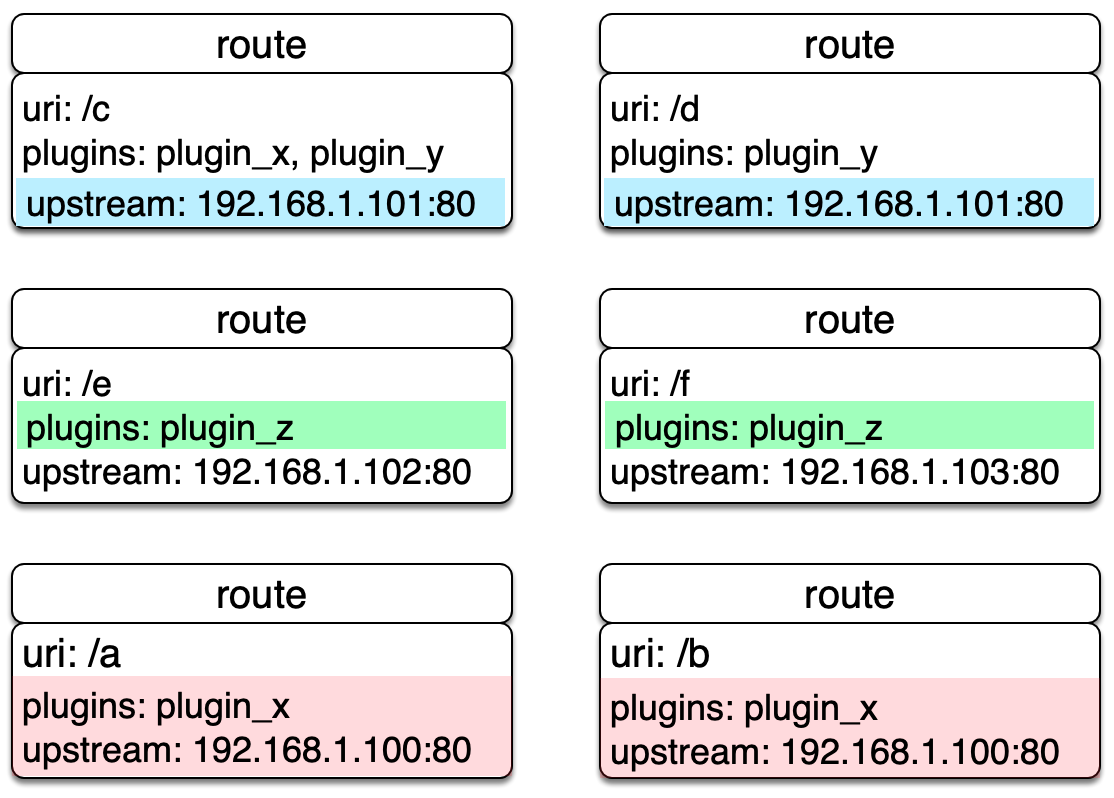 route
uri: /c
plugins: plugin_x, plugin_y
upstream: 192.168.1.101:80
route
uri: /d
plugins: plugin_y
upstream: 192.168.1.101:80
route
uri: /e
plugins: plugin_z
upstream: 192.168.1.102:80
route
uri: /f
plugins: plugin_z
upstream: 192.168.1.103:80
route
uri: /a
plugins: plugin_x
upstream: 192.168.1.100:80
route
uri: /b
plugins: plugin_x
upstream: 192.168.1.100:80